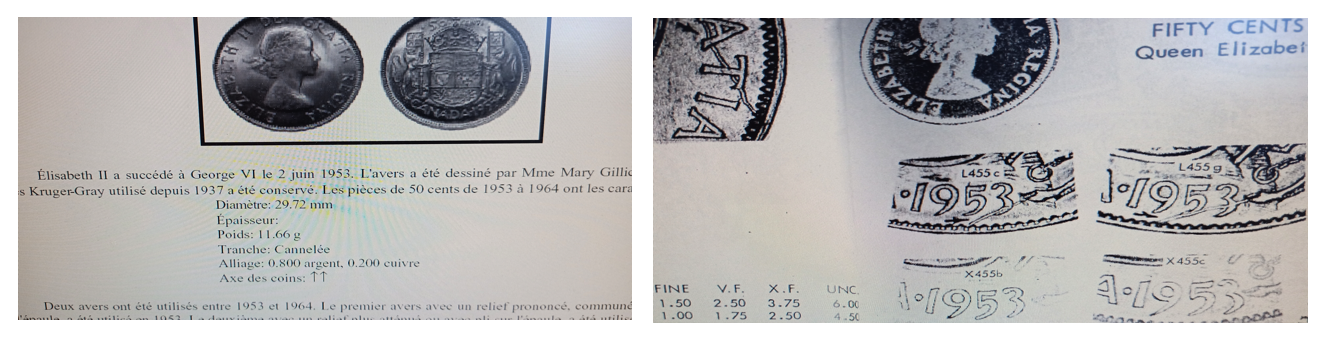 ELIZABETH II GRATIA REGINA
CANADA
Élisabeth II a succédé à George VI le 2 juin 1953. L'avers a été dessiné par Mme Mary Gillic
s Kruger-Gray utilisé depuis 1937 a été conservé. Les pièces de 50 cents de 1953 à 1964 ont les cara
Diamètre: 29.72 mm
Épaisseur:
Poids: 11.66 g
Tranche: Cannelée
Alliage: 0.800 argent, 0.200 cuivre
Axe des coins: ↑↑
Deux avers ont été utilisés entre 1953 et 1964. Le premier avers avec un relief prononcé, commun
ATIA
ELIZABETH REGINA
FIFTY CENTS
Queen Elizabet
L455 c
1953
L455 g
1953
X455b
1953
X455c
A·1953
FINE V.F. X.F. UNC.
1.50 2.50 3.75 6.00
1.00 1.75 2.50 4.50